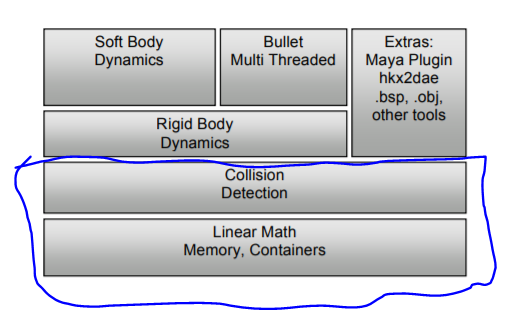 Soft Body
Dynamics
Bullet
Multi Threaded
Extras:
Maya Plugin
hkx2dae
.bsp, .obj,
other tools
Rigid Body
Dynamics
Collision
Detection
Linear Math
Memory, Containers